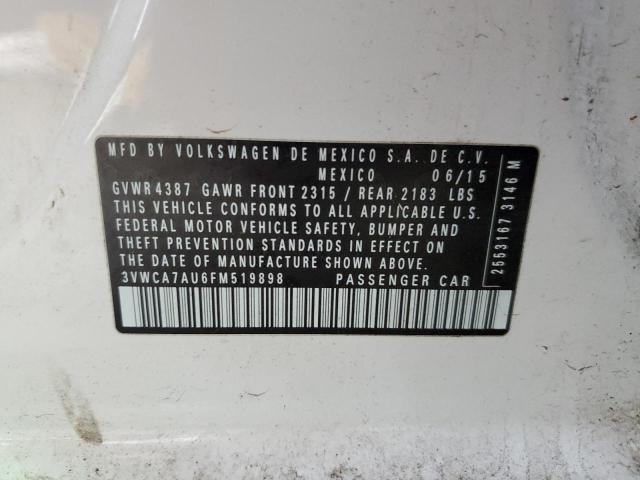 MFD BY VOLKSWAGEN DE MEXICO S.A. DE C.V.
MEXICO 06/15
GVWR 4387 GAWR FRONT 2315 / REAR 2183 LBS
THIS VEHICLE CONFORMS TO ALL APPLICABLE U.S.
FEDERAL MOTOR VEHICLE SAFETY, BUMPER AND
THEFT PREVENTION STANDARDS IN EFFECT ON
THE DATE OF MANUFACTURE SHOWN ABOVE.
3VWCA7AU6FM519898 PASSENGER CAR
2553167 3146 M